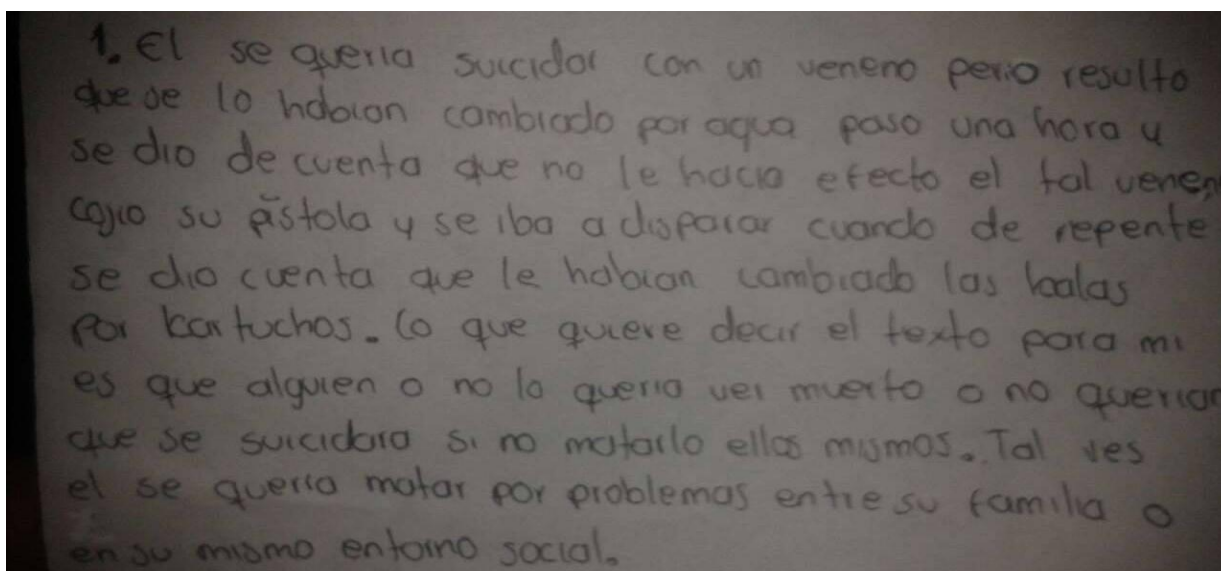 1. El se queria suicidar con un veneno perio resulto
que se lo habian cambiado por agua paso una hora y
se dio de cuenta que no le hacia efecto el tal veneno
cojio su pistola y se iba a disparar cuando de repente
se dio cuenta que le habian cambiado las balas
por kartuchos. lo que quiere decir el texto para mi
es que alguien o no lo queria ver muerto o no querian
que se suicidara si no matarlo ellos mismos. Tal ves
el se queria matar por problemas entre su familia o
en su mismo entorno social.